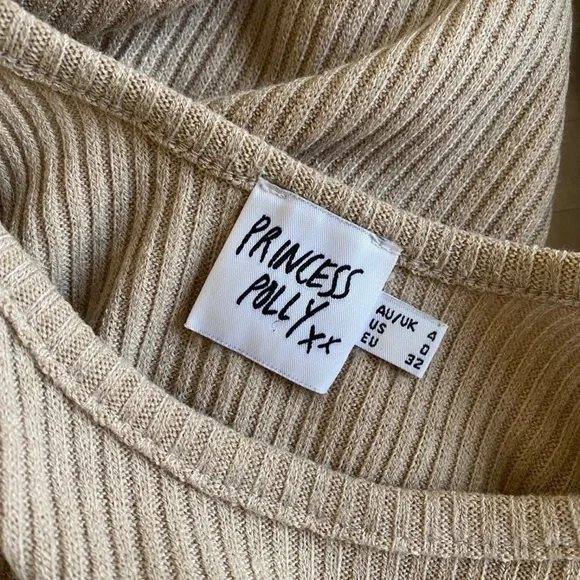 PRINCESS
POLLY
xx
AU/UK 4
US 0
EU 32